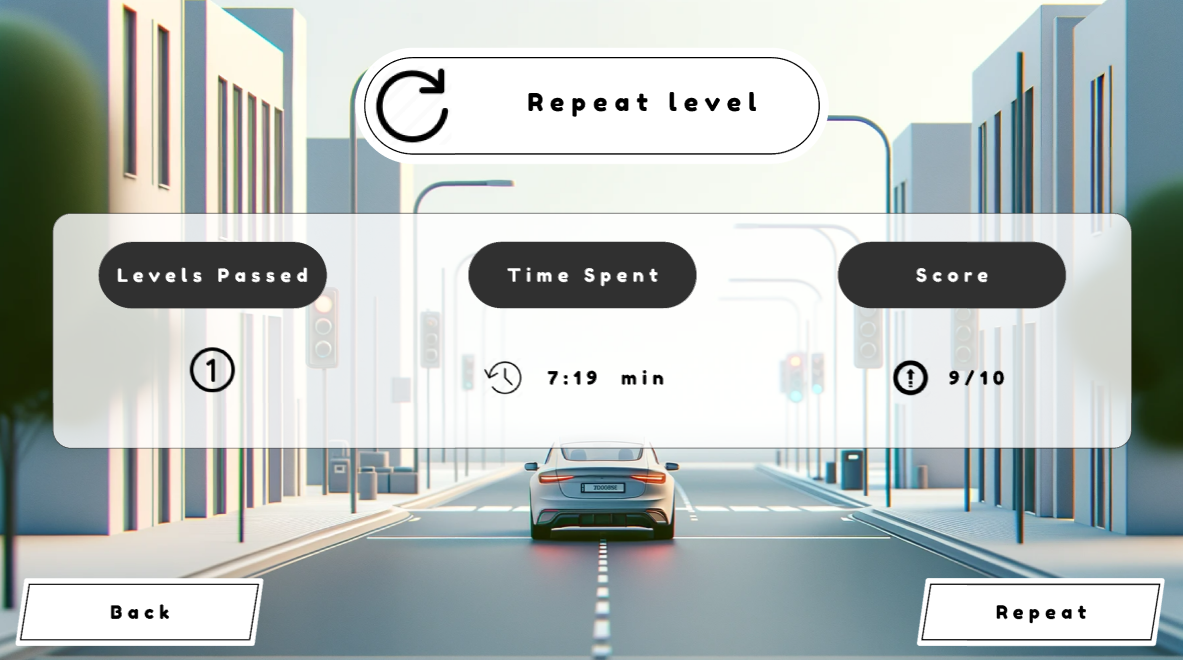 Repeat level
Levels Passed
Time Spent
Score
1
7:19 min
9/10
Back
Repeat